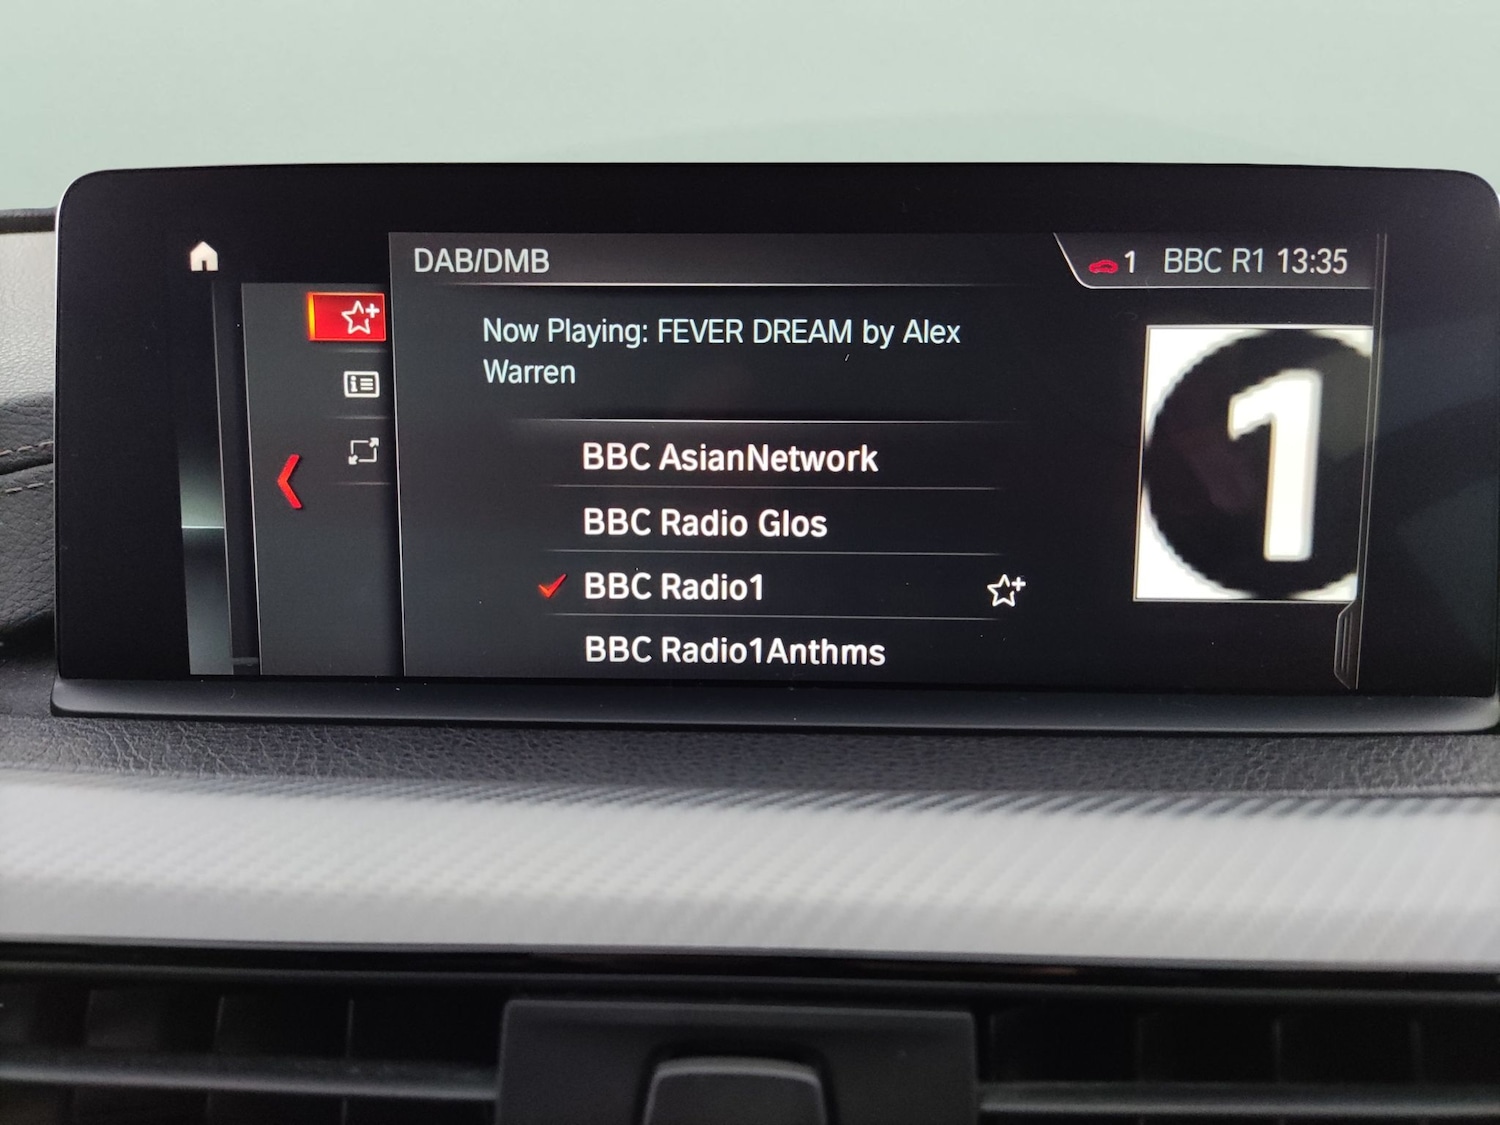 DAB/DMB
1 BBC R1 13:35
Now Playing: FEVER DREAM by Alex
Warren
BBC AsianNetwork
BBC Radio Glos
BBC Radio1
BBC Radio1Anthms
1